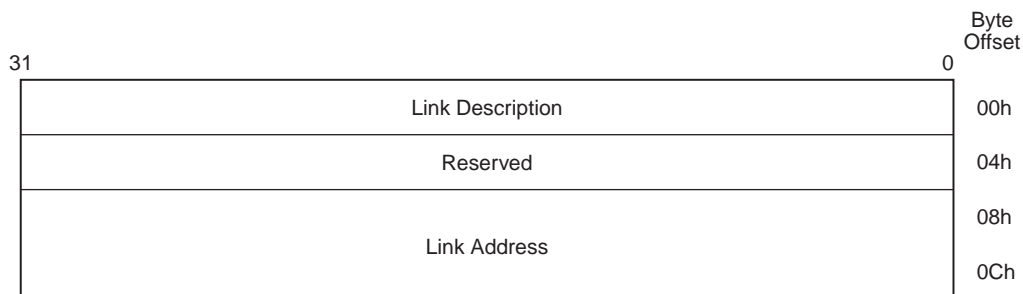 Byte
Offset
31 0
Link Description 00h
Reserved 04h
08h
Link Address
0Ch